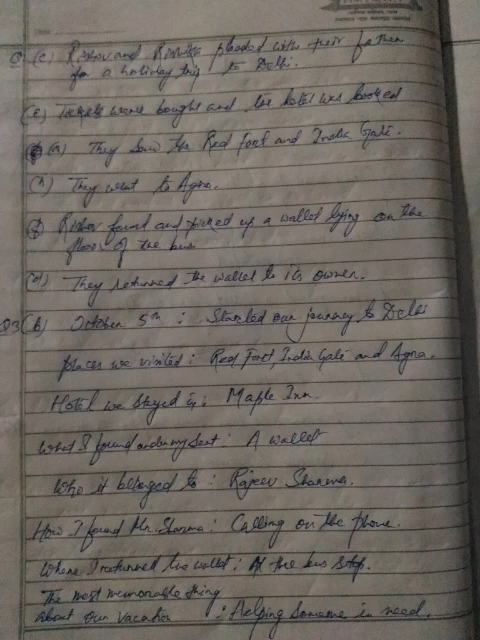 Date
(c) Rishav and Rishika pleaded with their father
for a holiday trip to Delhi.
(e) Tickets were bought and the hotel was booked
(a) They saw the Red Fort and India Gate.
(h) They went to Agra.
Rishav found and picked up a wallet lying on the
floor of the bus
(d) They returned the wallet to its owner.
Q3 (b) October 5th : Started our journey to Delhi
places we visited : Red Fort, India Gate and Agra.
Hotel we stayed in : Maple Inn.
What I found under my seat : A wallet
Who it belonged to : Rajeev Sharma.
How I found Mr. Sharma : Calling on the phone.
Where I returned the wallet : At the bus stop.
The most memorable thing
about our vacation : Helping someone in need.